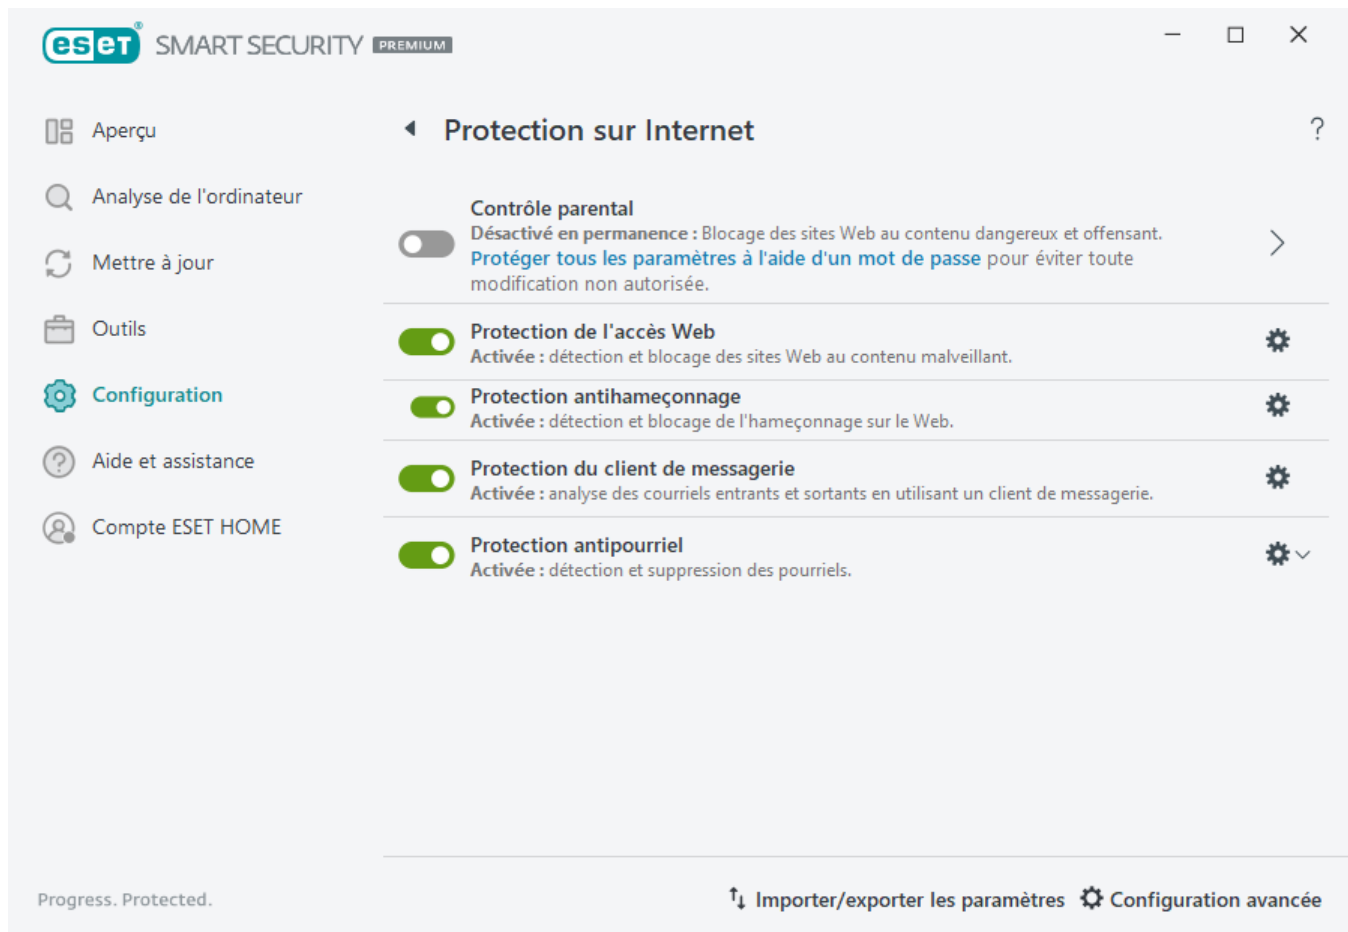 eset® SMART SECURITY PREMIUM
Aperçu
Analyse de l'ordinateur
Mettre à jour
Outils
Configuration
Aide et assistance
Compte ESET HOME
Protection sur Internet
?
Contrôle parental
Désactivé en permanence : Blocage des sites Web au contenu dangereux et offensant.
Protéger tous les paramètres à l'aide d'un mot de passe pour éviter toute
modification non autorisée.
Protection de l'accès Web
Activée : détection et blocage des sites Web au contenu malveillant.
Protection antihameçonnage
Activée : détection et blocage de l'hameçonnage sur le Web.
Protection du client de messagerie
Activée : analyse des courriels entrants et sortants en utilisant un client de messagerie.
Protection antipourriel
Activée : détection et suppression des pourriels.
Progress. Protected.
Importer/exporter les paramètres Configuration avancée